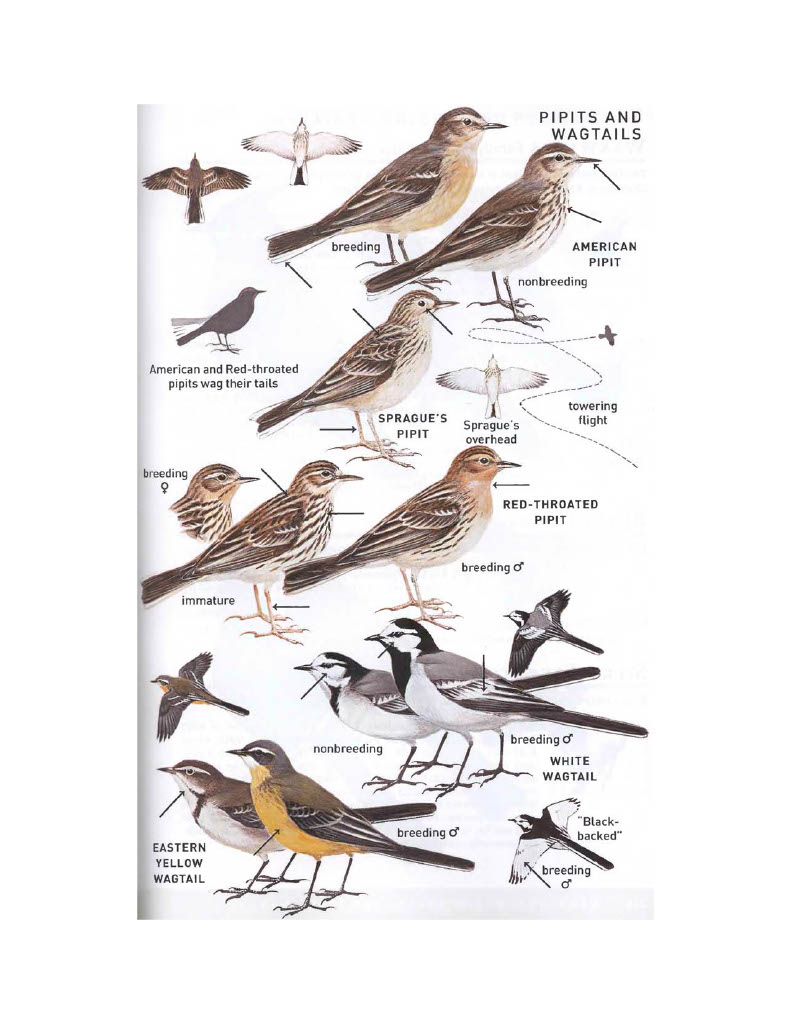 PIPITS AND
WAGTAILS
breeding
AMERICAN
PIPIT
nonbreeding
American and Red-throated
pipits wag their tails
SPRAGUE'S
PIPIT
Sprague's
overhead
towering
flight
breeding
♀
RED-THROATED
PIPIT
breeding ♂
immature
nonbreeding
breeding ♂
WHITE
WAGTAIL
breeding ♂
EASTERN
YELLOW
WAGTAIL
"Black-
backed"
breeding
♂